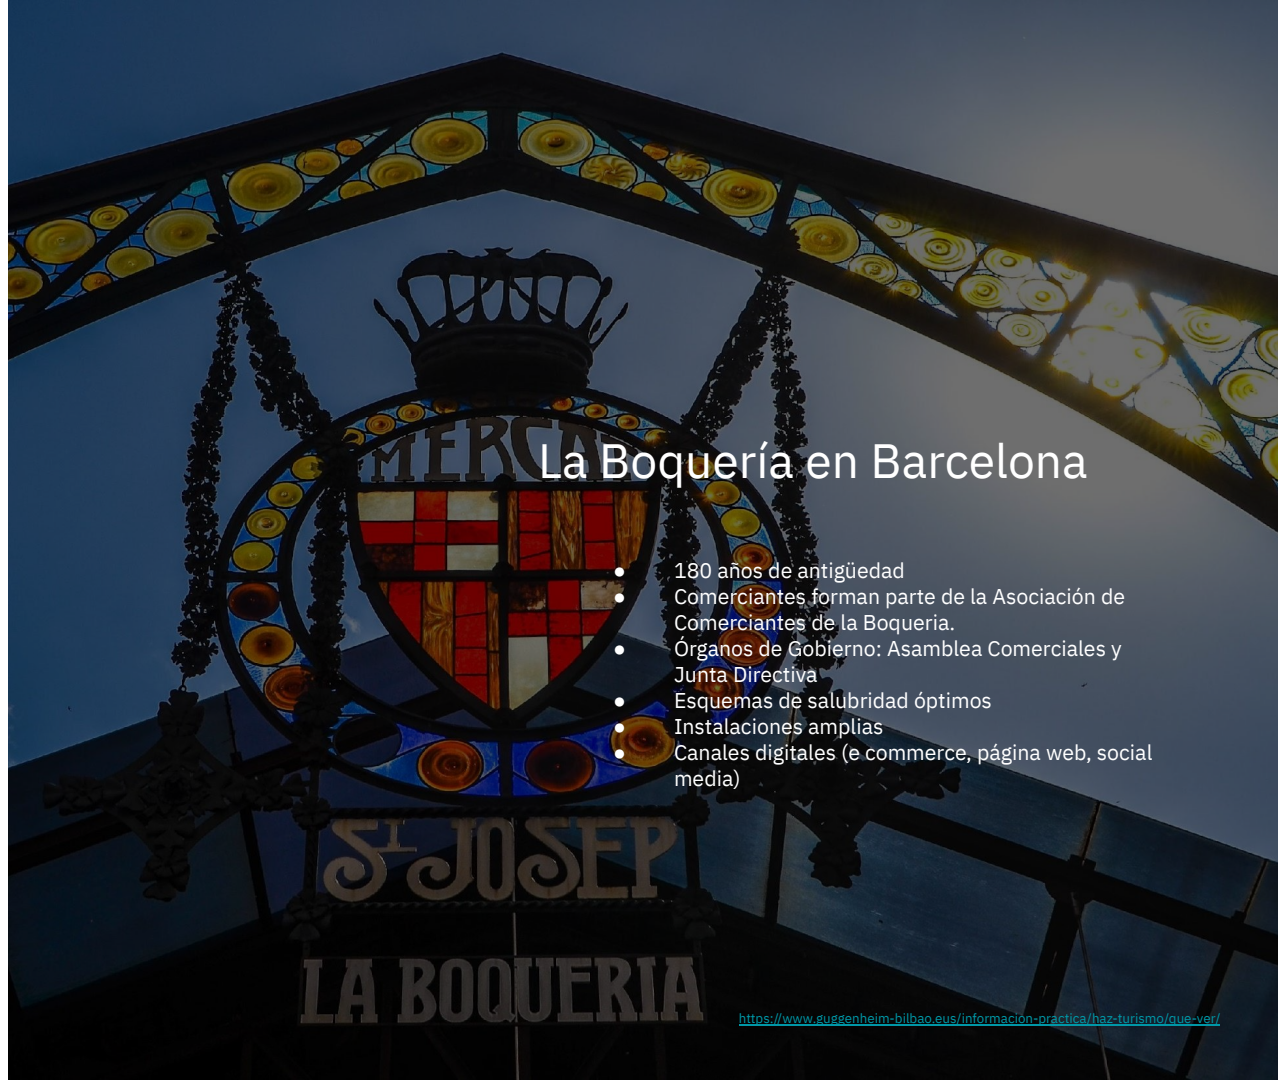 MERCA
La Boquería en Barcelona
● 180 años de antigüedad
● Comerciantes forman parte de la Asociación de
Comerciantes de la Boqueria.
● Órganos de Gobierno: Asamblea Comerciales y
Junta Directiva
● Esquemas de salubridad óptimos
● Instalaciones amplias
● Canales digitales (e commerce, página web, social
media)
ST JOSEP
LA BOQUERIA
https://www.guggenheim-bilbao.eus/informacion-practica/haz-turismo/que-ver/